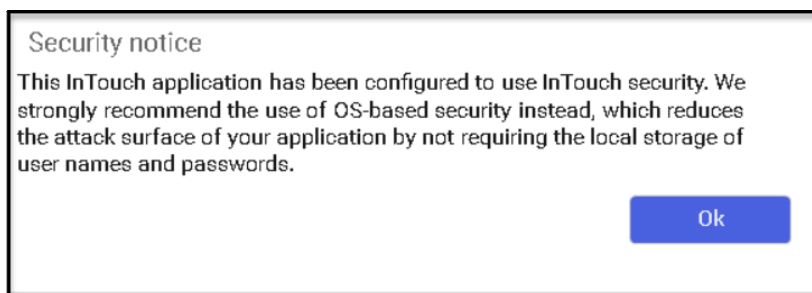 Security notice
This InTouch application has been configured to use InTouch security. We
strongly recommend the use of OS-based security instead, which reduces
the attack surface of your application by not requiring the local storage of
user names and passwords.
Ok